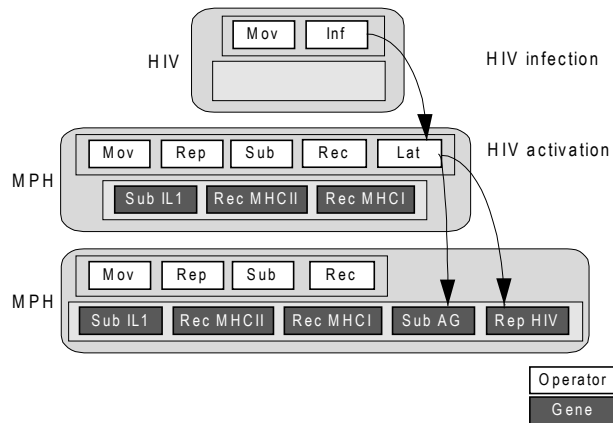 Mov Inf
HIV
HIV infection
Mov Rep Sub Rec Lat
HIV activation
MPH
Sub IL1 Rec MHCII Rec MHCI
Mov Rep Sub Rec
MPH
Sub IL1 Rec MHCII Rec MHCI Sub AG Rep HIV
Operator
Gene